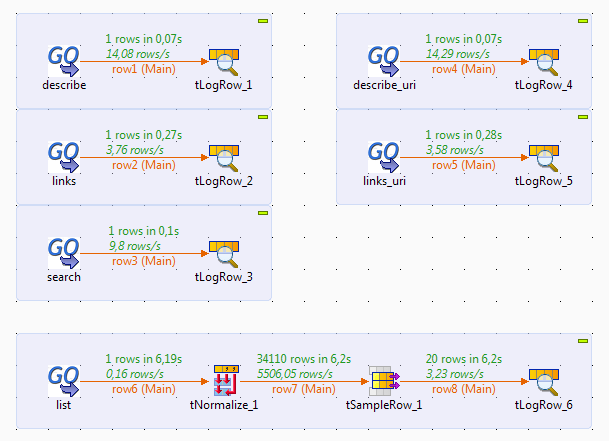 1 rows in 0,07s
14,08 rows/s
row1 (Main)
GO
describe
tLogRow_1
1 rows in 0,07s
14,29 rows/s
row4 (Main)
GO
describe_uri
tLogRow_4
1 rows in 0,27s
3,76 rows/s
row2 (Main)
GO
links
tLogRow_2
1 rows in 0,28s
3,58 rows/s
row5 (Main)
GO
links_uri
tLogRow_5
1 rows in 0,1s
9,8 rows/s
row3 (Main)
GO
search
tLogRow_3
1 rows in 6,19s
0,16 rows/s
row6 (Main)
GO
list
34110 rows in 6,2s
5506,05 rows/s
row7 (Main)
tNormalize_1
20 rows in 6,2s
3,23 rows/s
row8 (Main)
tSampleRow_1
tLogRow_6